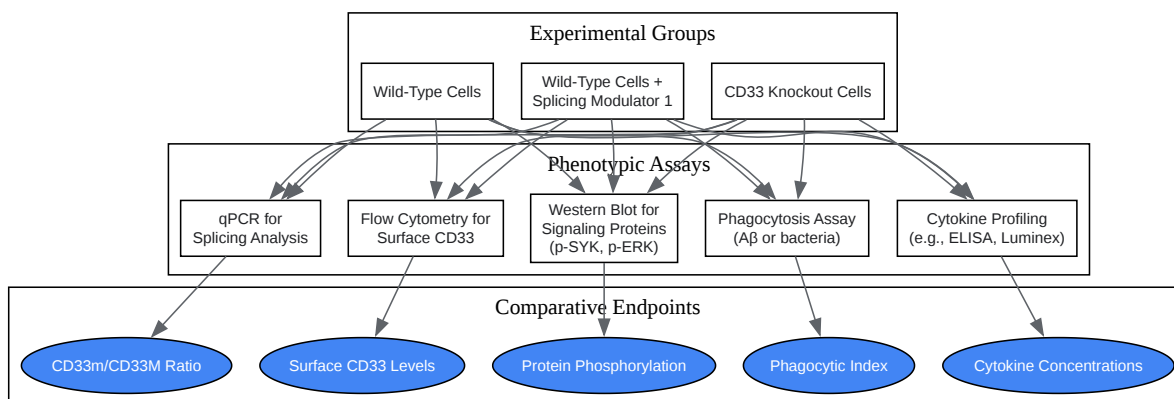 Experimental Groups
Wild-Type Cells
Wild-Type Cells +
Splicing Modulator 1
CD33 Knockout Cells
Phenotypic Assays
qPCR for
Splicing Analysis
Flow Cytometry for
Surface CD33
Western Blot for
Signaling Proteins
(p-SYK, p-ERK)
Phagocytosis Assay
(Aβ or bacteria)
Cytokine Profiling
(e.g., ELISA, Luminex)
Comparative Endpoints
CD33m/CD33M Ratio
Surface CD33 Levels
Protein Phosphorylation
Phagocytic Index
Cytokine Concentrations